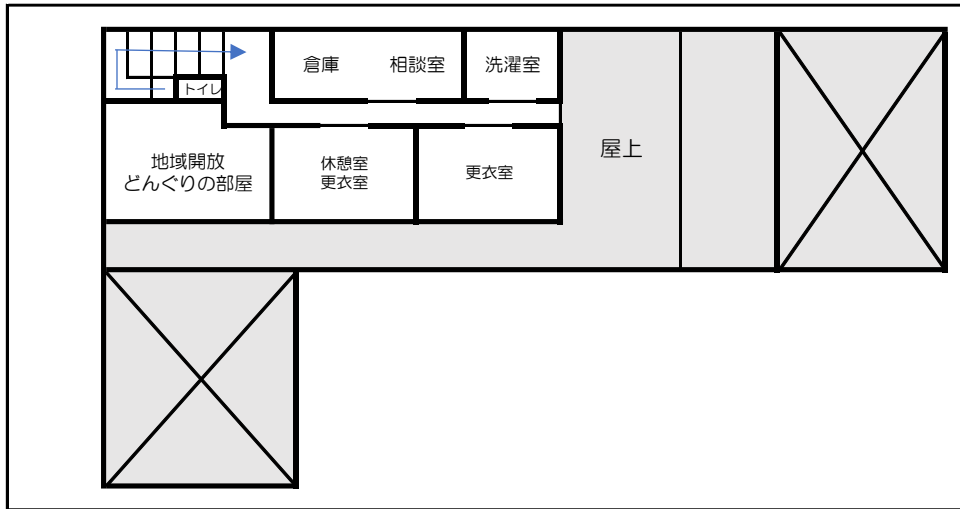 倉庫 相談室 洗濯室
トイレ
地域開放
どんぐりの部屋
休憩室
更衣室
更衣室
屋上